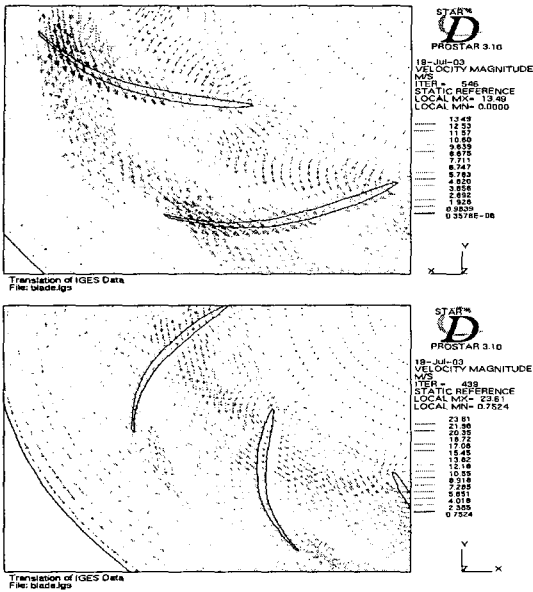 STAR™
D
PROSTAR 3.10
18-Jul-03
VELOCITY MAGNITUDE
M/S
ITER = 546
STATIC REFERENCE
LOCAL MX= 13.49
LOCAL MN= 0.0000
13.49
12.53
11.57
10.60
9.639
8.675
7.711
6.747
5.783
4.820
3.856
2.892
1.928
0.9639
0.3578E-06
Y
X
Z
Translation of IGES Data
File: blade.igs
STAR™
D
PROSTAR 3.10
18-Jul-03
VELOCITY MAGNITUDE
M/S
ITER = 439
STATIC REFERENCE
LOCAL MX= 23.61
LOCAL MN= 0.7524
23.61
21.98
20.35
18.72
17.08
15.45
13.82
12.18
10.55
8.918
7.285
5.651
4.018
2.385
0.7524
Y
Z
X
Translation of IGES Data
File: blade.igs